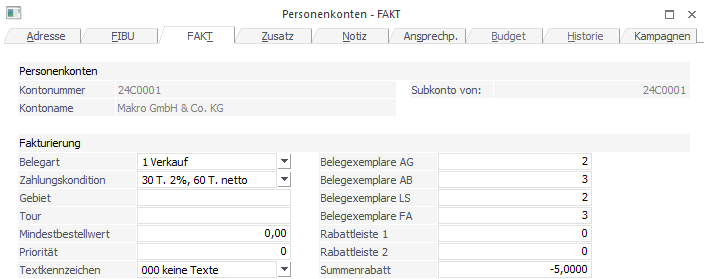 Personenkonten - FAKT
Adresse FIBU FAKT Zusatz Notiz Ansprechp. Budget Historie Kampagnen
Personenkonten
Kontonummer 24C0001 Subkonto von: 24C0001
Kontoname Makro GmbH & Co. KG
Fakturierung
Belegart 1 Verkauf Belegexemplare AG 2
Zahlungskondition 30 T. 2%, 60 T. netto Belegexemplare AB 3
Gebiet Belegexemplare LS 2
Tour Belegexemplare FA 3
Mindestbestellwert 0,00 Rabattleiste 1 0
Priorität 0 Rabattleiste 2 0
Textkennzeichen 000 keine Texte Summenrabatt -5,0000